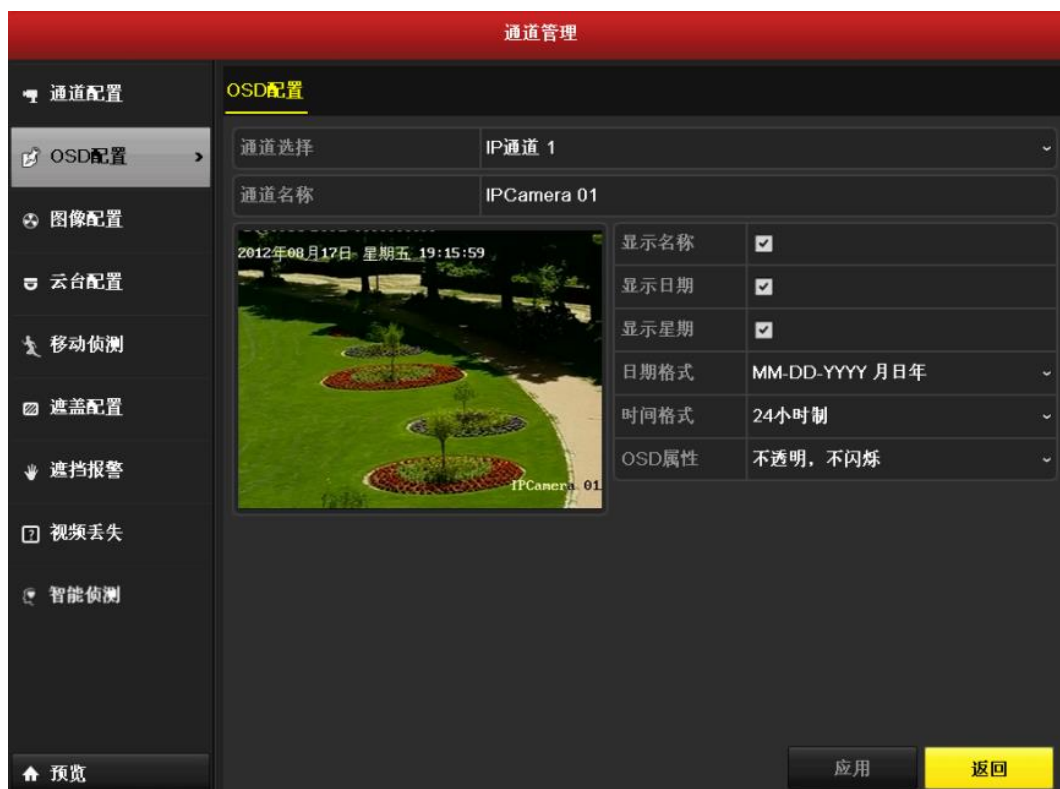 通道管理
通道配置
OSD配置
图像配置
云台配置
移动侦测
遮盖配置
遮挡报警
视频丢失
智能侦测
预览
OSD配置
通道选择 IP通道 1
通道名称 IPCamera 01
2012年08月17日 星期五 19:15:59
IPCamera 01
显示名称
显示日期
显示星期
日期格式 MM-DD-YYYY 月日年
时间格式 24小时制
OSD属性 不透明，不闪烁
应用
返回